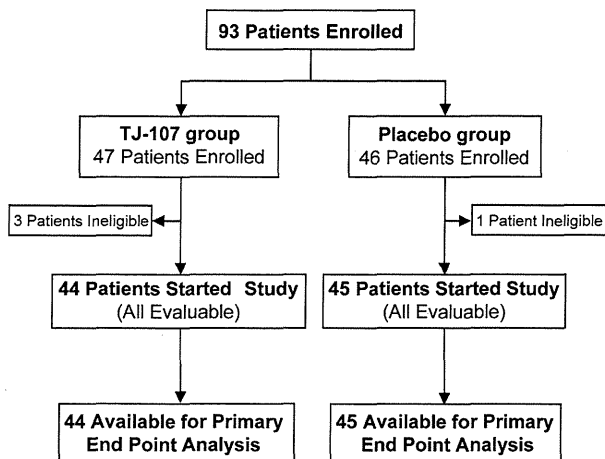 93 Patients Enrolled
TJ-107 group
47 Patients Enrolled
Placebo group
46 Patients Enrolled
3 Patients Ineligible
1 Patient Ineligible
44 Patients Started Study
(All Evaluable)
45 Patients Started Study
(All Evaluable)
44 Available for Primary
End Point Analysis
45 Available for Primary
End Point Analysis